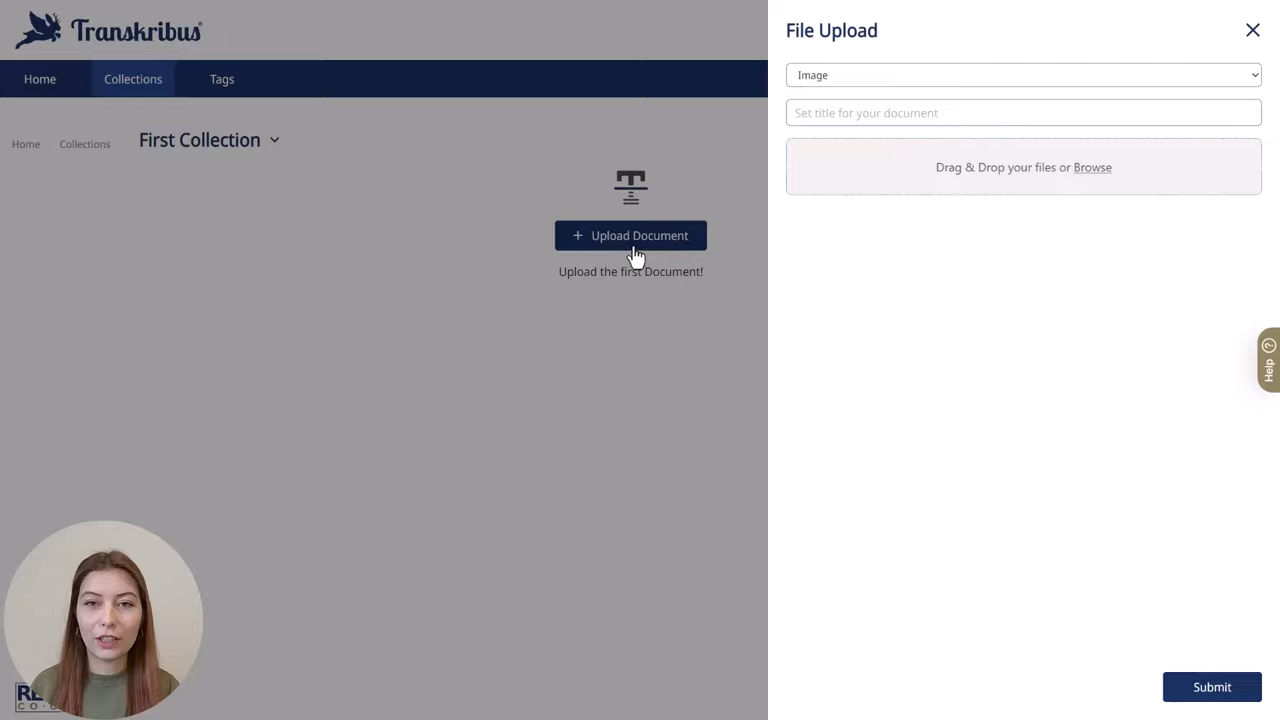 Transkribus®
Home
Collections
Tags
Home
Collections
First Collection
+ Upload Document
Upload the first Document!
File Upload
Image
Set title for your document
Drag & Drop your files or Browse
Help
Submit